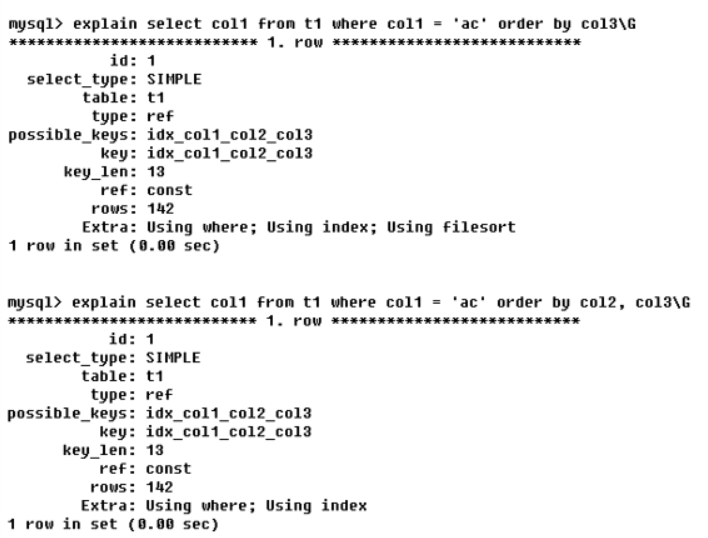 mysql> explain select col1 from t1 where col1 = 'ac' order by col3\G
*************************** 1. row ***************************
id: 1
select_type: SIMPLE
table: t1
type: ref
possible_keys: idx_col1_col2_col3
key: idx_col1_col2_col3
key_len: 13
ref: const
rows: 142
Extra: Using where; Using index; Using filesort
1 row in set (0.00 sec)
mysql> explain select col1 from t1 where col1 = 'ac' order by col2, col3\G
*************************** 1. row ***************************
id: 1
select_type: SIMPLE
table: t1
type: ref
possible_keys: idx_col1_col2_col3
key: idx_col1_col2_col3
key_len: 13
ref: const
rows: 142
Extra: Using where; Using index
1 row in set (0.00 sec)